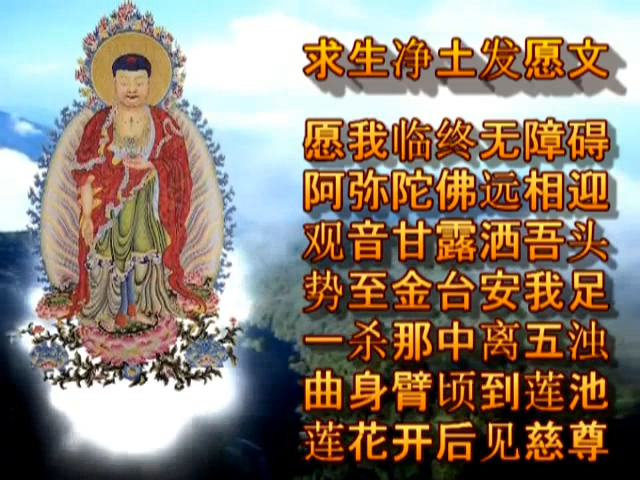 求生净土发愿文
愿我临终无障碍
阿弥陀佛远相迎
观音甘露洒吾头
势至金台安我足
一杀那中离五浊
曲身臂顷到莲池
莲花开后见慈尊